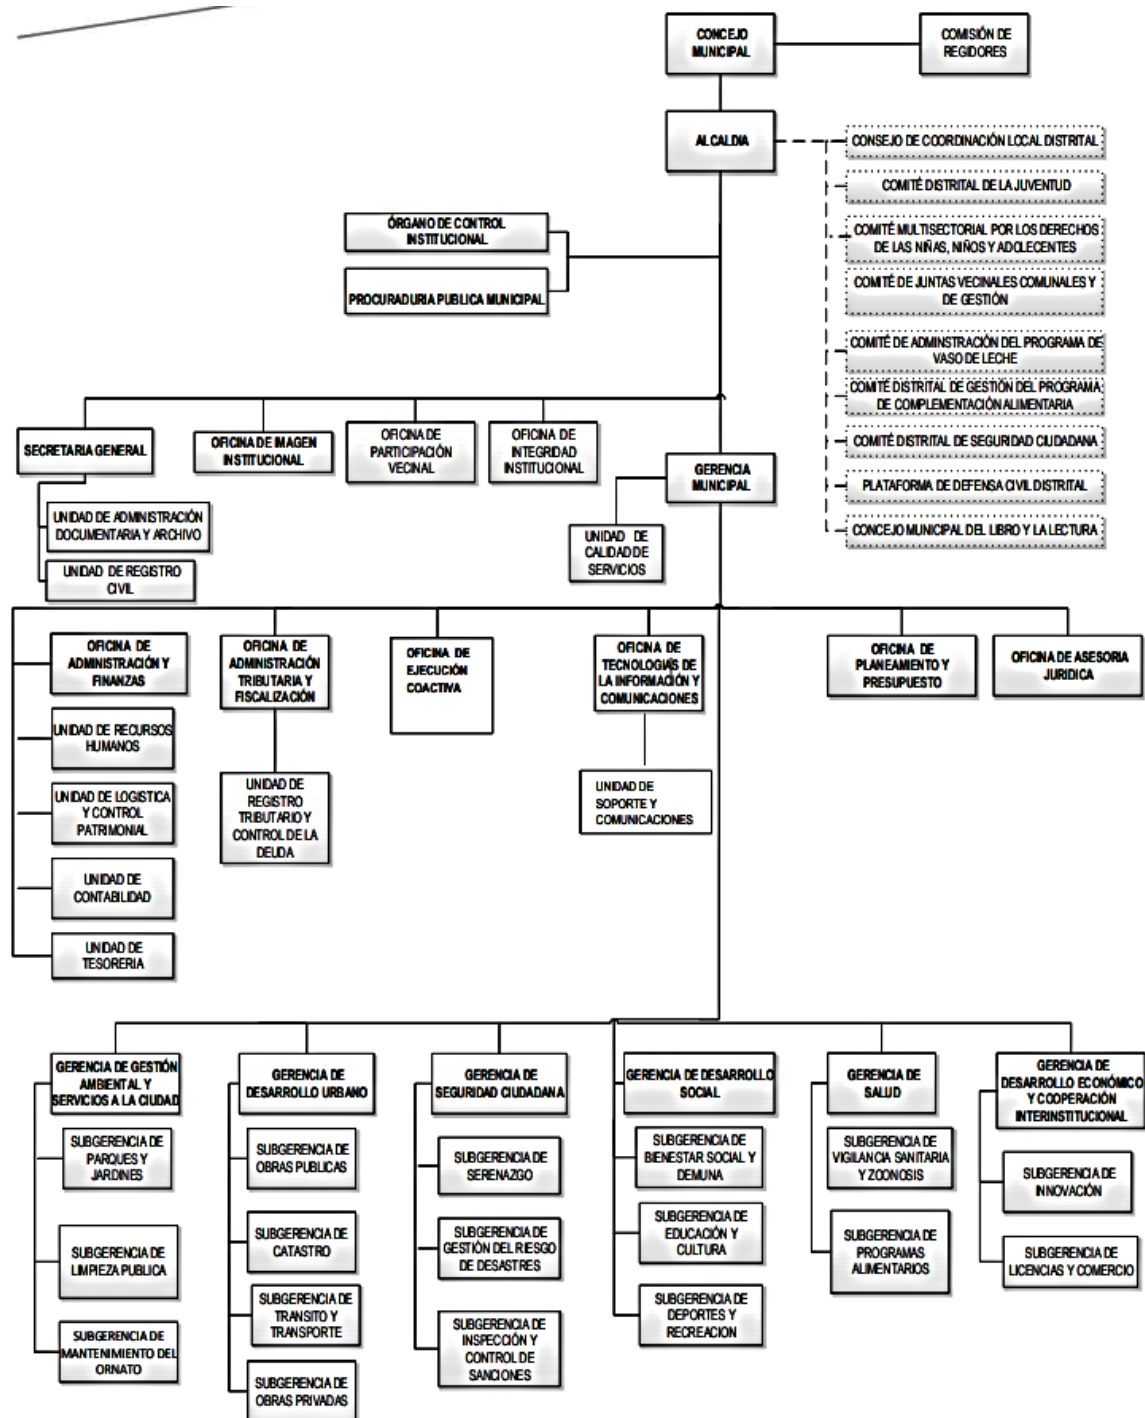 CONCEJO
MUNICIPAL
COMISIÓN DE
REGIDORES
ALCALDIA
CONSEJO DE COORDINACIÓN LOCAL DISTRITAL
COMITÉ DISTRITAL DE LA JUVENTUD
COMITÉ MULTISECTORIAL POR LOS DERECHOS
DE LAS NIÑAS, NIÑOS Y ADOLECENTES
COMITÉ DE JUNTAS VECINALES COMUNALES Y
DE GESTIÓN
COMITÉ DE ADMINSTRACIÓN DEL PROGRAMA DE
VASO DE LECHE
COMITÉ DISTRITAL DE GESTIÓN DEL PROGRAMA
DE COMPLEMENTACIÓN ALIMENTARIA
COMITÉ DISTRITAL DE SEGURIDAD CIUDADANA
PLATAFORMA DE DEFENSA CIVIL DISTRITAL
CONCEJO MUNICIPAL DEL LIBRO Y LA LECTURA
ÓRGANO DE CONTROL
INSTITUCIONAL
PROCURADURIA PUBLICA MUNICIPAL
SECRETARIA GENERAL
OFICINA DE IMAGEN
INSTITUCIONAL
OFICINA DE
PARTICIPACIÓN
VECINAL
OFICINA DE
INTEGRIDAD
INSTITUCIONAL
GERENCIA
MUNICIPAL
UNIDAD DE ADMINISTRACIÓN
DOCUMENTARIA Y ARCHIVO
UNIDAD DE REGISTRO
CIVIL
UNIDAD DE
CALIDAD DE
SERVICIOS
OFICINA DE
ADMINISTRACIÓN Y
FINANZAS
OFICINA DE
ADMINISTRACIÓN
TRIBUTARIA Y
FISCALIZACIÓN
OFICINA DE
EJECUCIÓN
COACTIVA
OFICINA DE
TECNOLOGIAS DE
LA INFORMACIÓN Y
COMUNICACIONES
OFICINA DE
PLANEAMIENTO Y
PRESUPUESTO
OFICINA DE ASESORIA
JURIDICA
UNIDAD DE RECURSOS
HUMANOS
UNIDAD DE LOGISTICA
Y CONTROL
PATRIMONIAL
UNIDAD DE
CONTABILIDAD
UNIDAD DE
TESORERIA
UNIDAD DE
REGISTRO
TRIBUTARIO Y
CONTROL DE LA
DEUDA
UNIDAD DE
SOPORTE Y
COMUNICACIONES
GERENCIA DE GESTIÓN
AMBIENTAL Y
SERVICIOS A LA CIUDAD
GERENCIA DE
DESARROLLO URBANO
GERENCIA DE
SEGURIDAD CIUDADANA
GERENCIA DE DESARROLLO
SOCIAL
GERENCIA DE
SALUD
GERENCIA DE
DESARROLLO ECONÓMICO
Y COOPERACIÓN
INTERINSTITUCIONAL
SUBGERENCIA DE
PARQUES Y
JARDINES
SUBGERENCIA DE
LIMPIEZA PUBLICA
SUBGERENCIA DE
MANTENIMIENTO DEL
ORNATO
SUBGERENCIA DE
OBRAS PUBLICAS
SUBGERENCIA DE
CATASTRO
SUBGERENCIA DE
TRANSITO Y
TRANSPORTE
SUBGERENCIA DE
OBRAS PRIVADAS
SUBGERENCIA DE
SERENAZGO
SUBGERENCIA DE
GESTIÓN DEL RIESGO
DE DESASTRES
SUBGERENCIA DE
INSPECCIÓN Y
CONTROL DE
SANCIONES
SUBGERENCIA DE
BIENESTAR SOCIAL Y
DEMUNA
SUBGERENCIA DE
EDUCACIÓN Y
CULTURA
SUBGERENCIA DE
DEPORTES Y
RECREACION
SUBGERENCIA DE
VIGILANCIA SANITARIA
Y ZOONOSIS
SUBGERENCIA DE
PROGRAMAS
ALIMENTARIOS
SUBGERENCIA DE
INNOVACIÓN
SUBGERENCIA DE
LICENCIAS Y COMERCIO